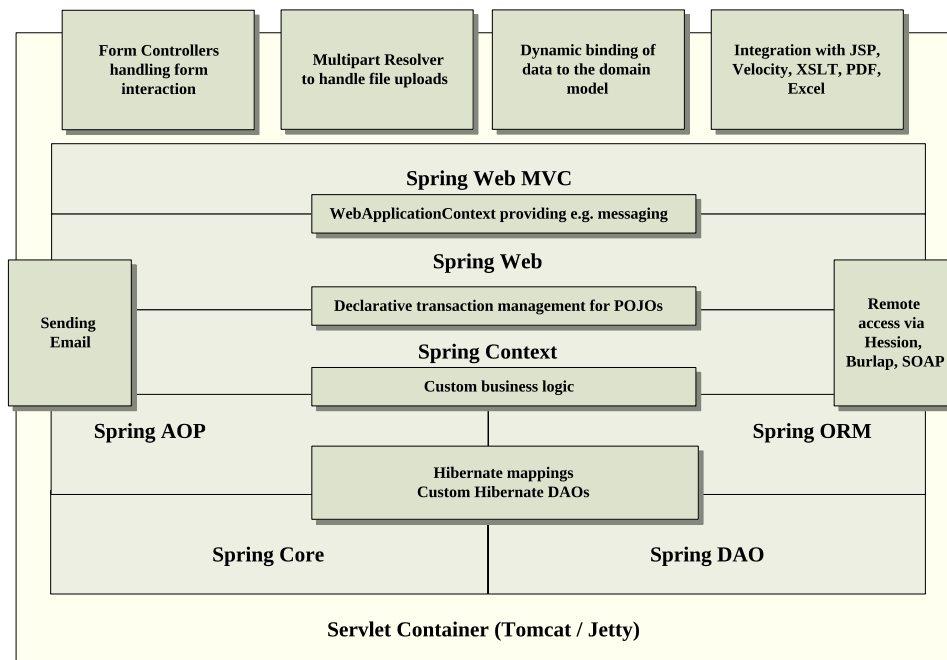 Form Controllers
handling form
interaction
Multipart Resolver
to handle file uploads
Dynamic binding of
data to the domain
model
Integration with JSP,
Velocity, XSLT, PDF,
Excel
Spring Web MVC
WebApplicationContext providing e.g. messaging
Spring Web
Sending
Email
Declarative transaction management for POJOs
Remote
access via
Hession,
Burlap, SOAP
Spring Context
Custom business logic
Spring AOP
Spring ORM
Hibernate mappings
Custom Hibernate DAOs
Spring Core
Spring DAO
Servlet Container (Tomcat / Jetty)